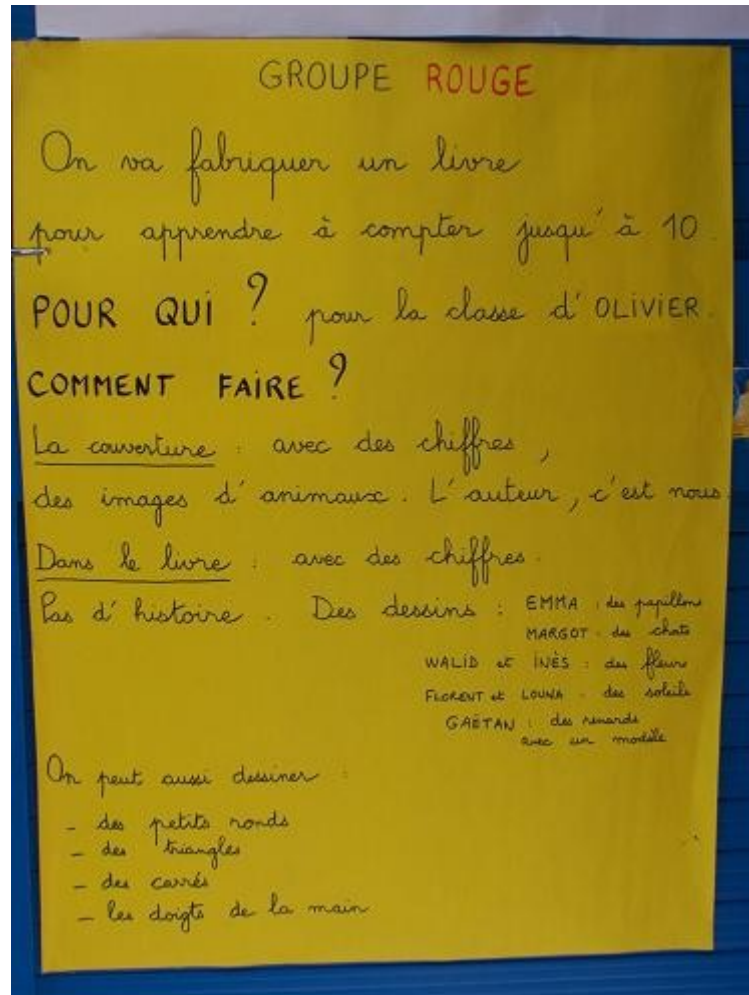 GROUPE ROUGE
On va fabriquer un livre
pour apprendre à compter jusqu'à 10.
POUR QUI ? pour la classe d'OLIVIER.
COMMENT FAIRE ?
La couverture : avec des chiffres,
des images d'animaux. L'auteur, c'est nous
Dans le livre : avec des chiffres.
Pas d'histoire. Des dessins : EMMA : des papillons
MARGOT : des chats
WALID et INÈS : des fleurs
FLORENT et LOUNA : des soleils
GAËTAN : des renards
avec un modèle
On peut aussi dessiner :
- des petits ronds
- des triangles
- des carrés
- les doigts de la main